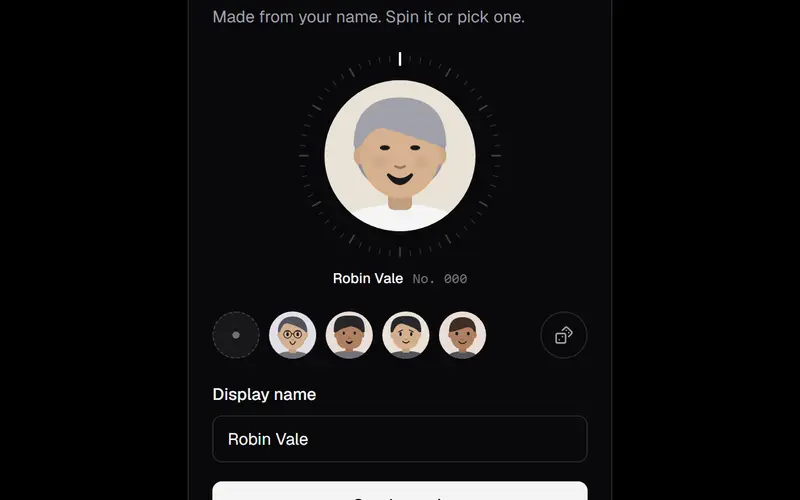 Made from your name. Spin it or pick one.
Robin Vale No. 000
Display name
Robin Vale